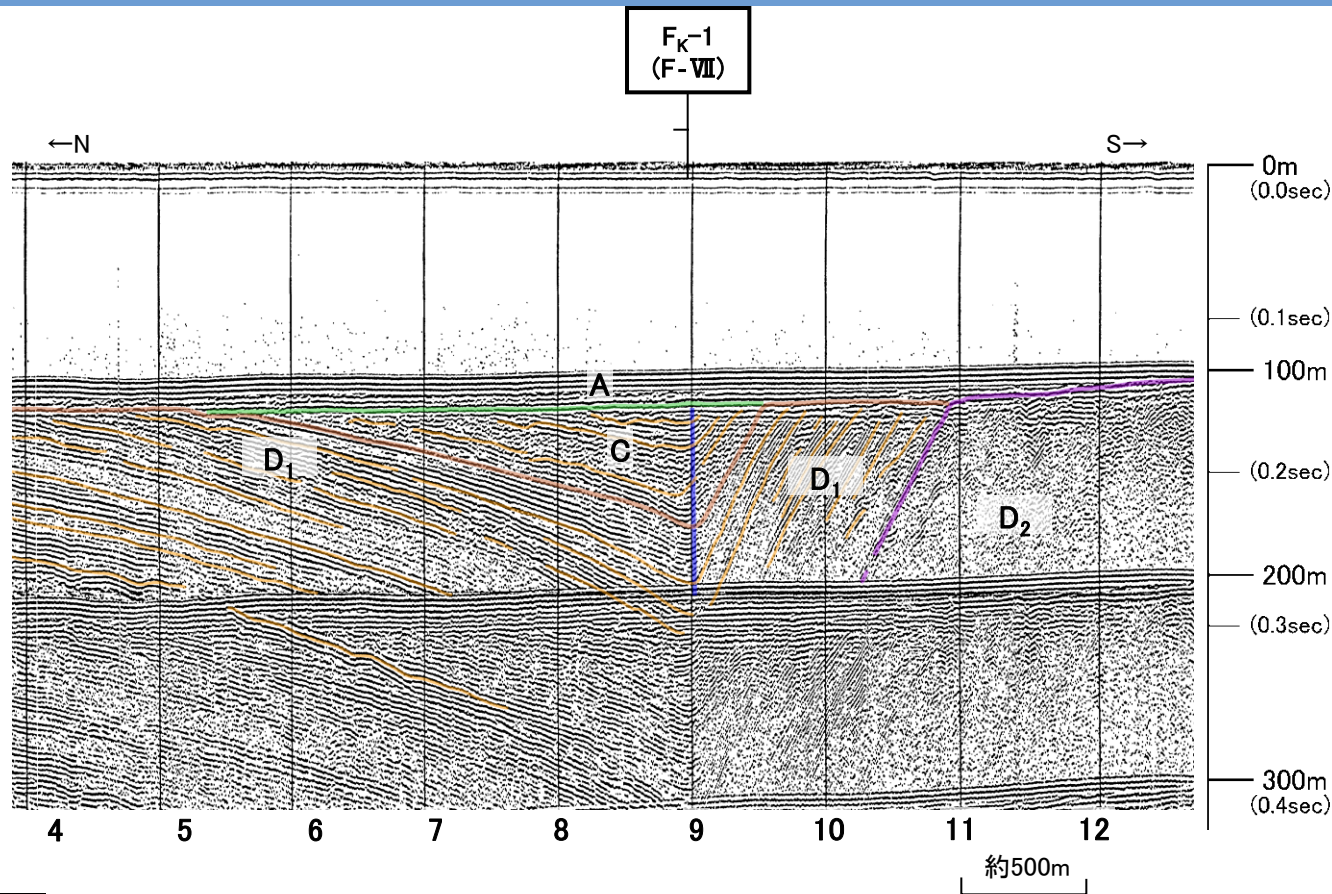 F_K-1
(F-Ⅶ)
←N
S→
0m
(0.0sec)
(0.1sec)
100m
A
C
D₁
D₁
(0.2sec)
D₂
200m
(0.3sec)
300m
(0.4sec)
4 5 6 7 8 9 10 11 12
約500m